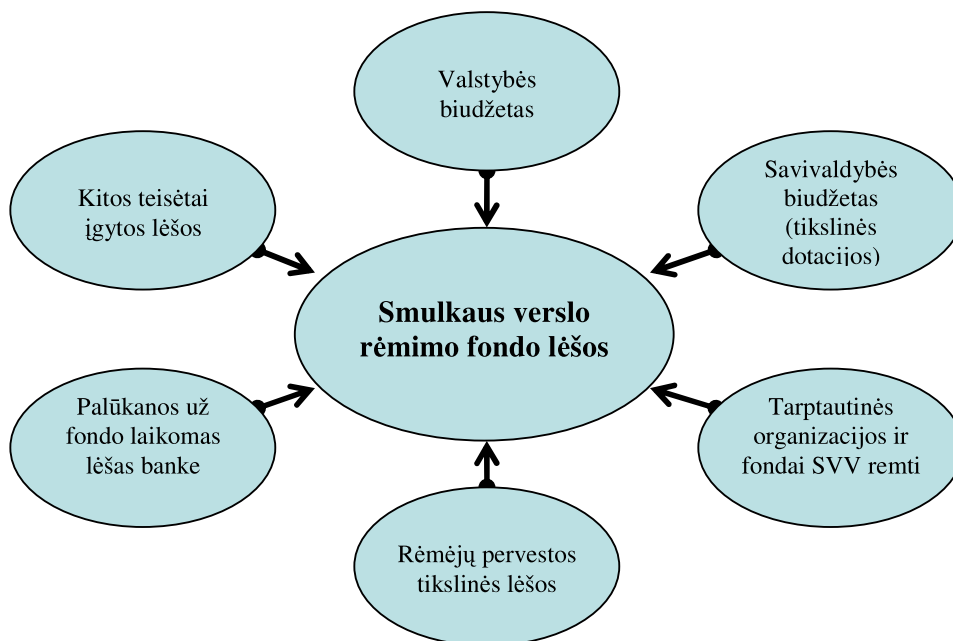 Valstybės
biudžetas
Kitos teisėtai
įgytos lėšos
Savivaldybės
biudžetas
(tikslinės
dotacijos)
Smulkaus verslo
rėmimo fondo lėšos
Palūkanos už
fondo laikomas
lėšas banke
Tarptautinės
organizacijos ir
fondai SVV remti
Rėmėjų pervestos
tikslinės lėšos